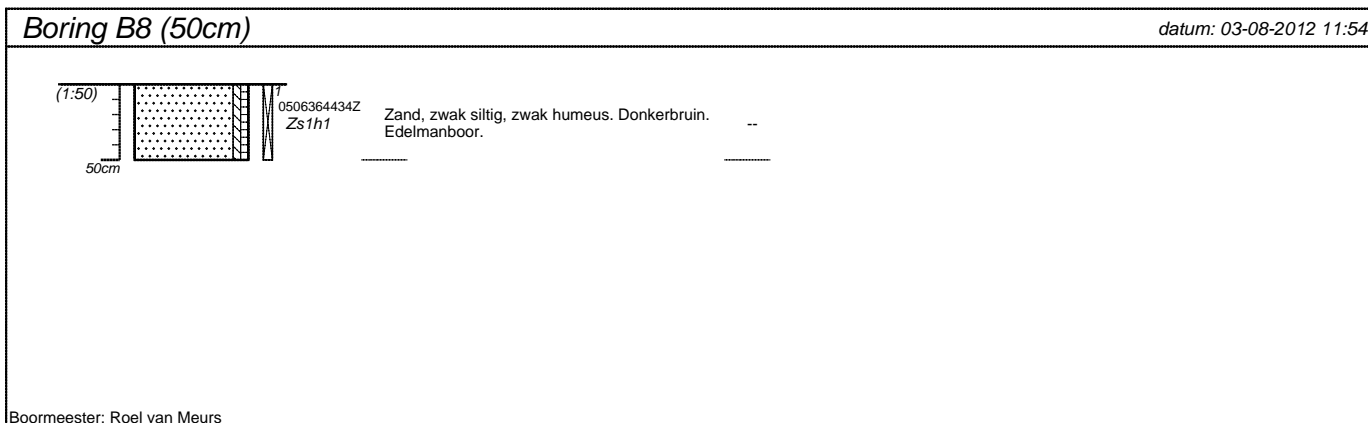 Boring B8 (50cm)
datum: 03-08-2012 11:54
(1:50)
1
0506364434Z
Zs1h1
Zand, zwak siltig, zwak humeus. Donkerbruin.
Edelmanboor.
--
50cm
Boormeester: Roel van Meurs